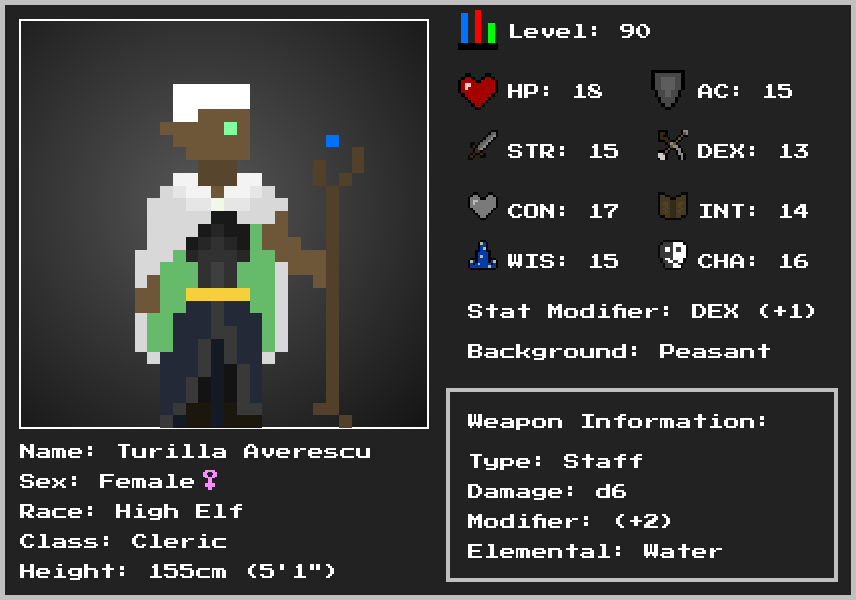 Level: 90
HP: 18
AC: 15
STR: 15
DEX: 13
CON: 17
INT: 14
WIS: 15
CHA: 16
Stat Modifier: DEX (+1)
Background: Peasant
Weapon Information:
Type: Staff
Damage: d6
Modifier: (+2)
Elemental: Water
Name: Turilla Averescu
Sex: Female♀
Race: High Elf
Class: Cleric
Height: 155cm (5'1")